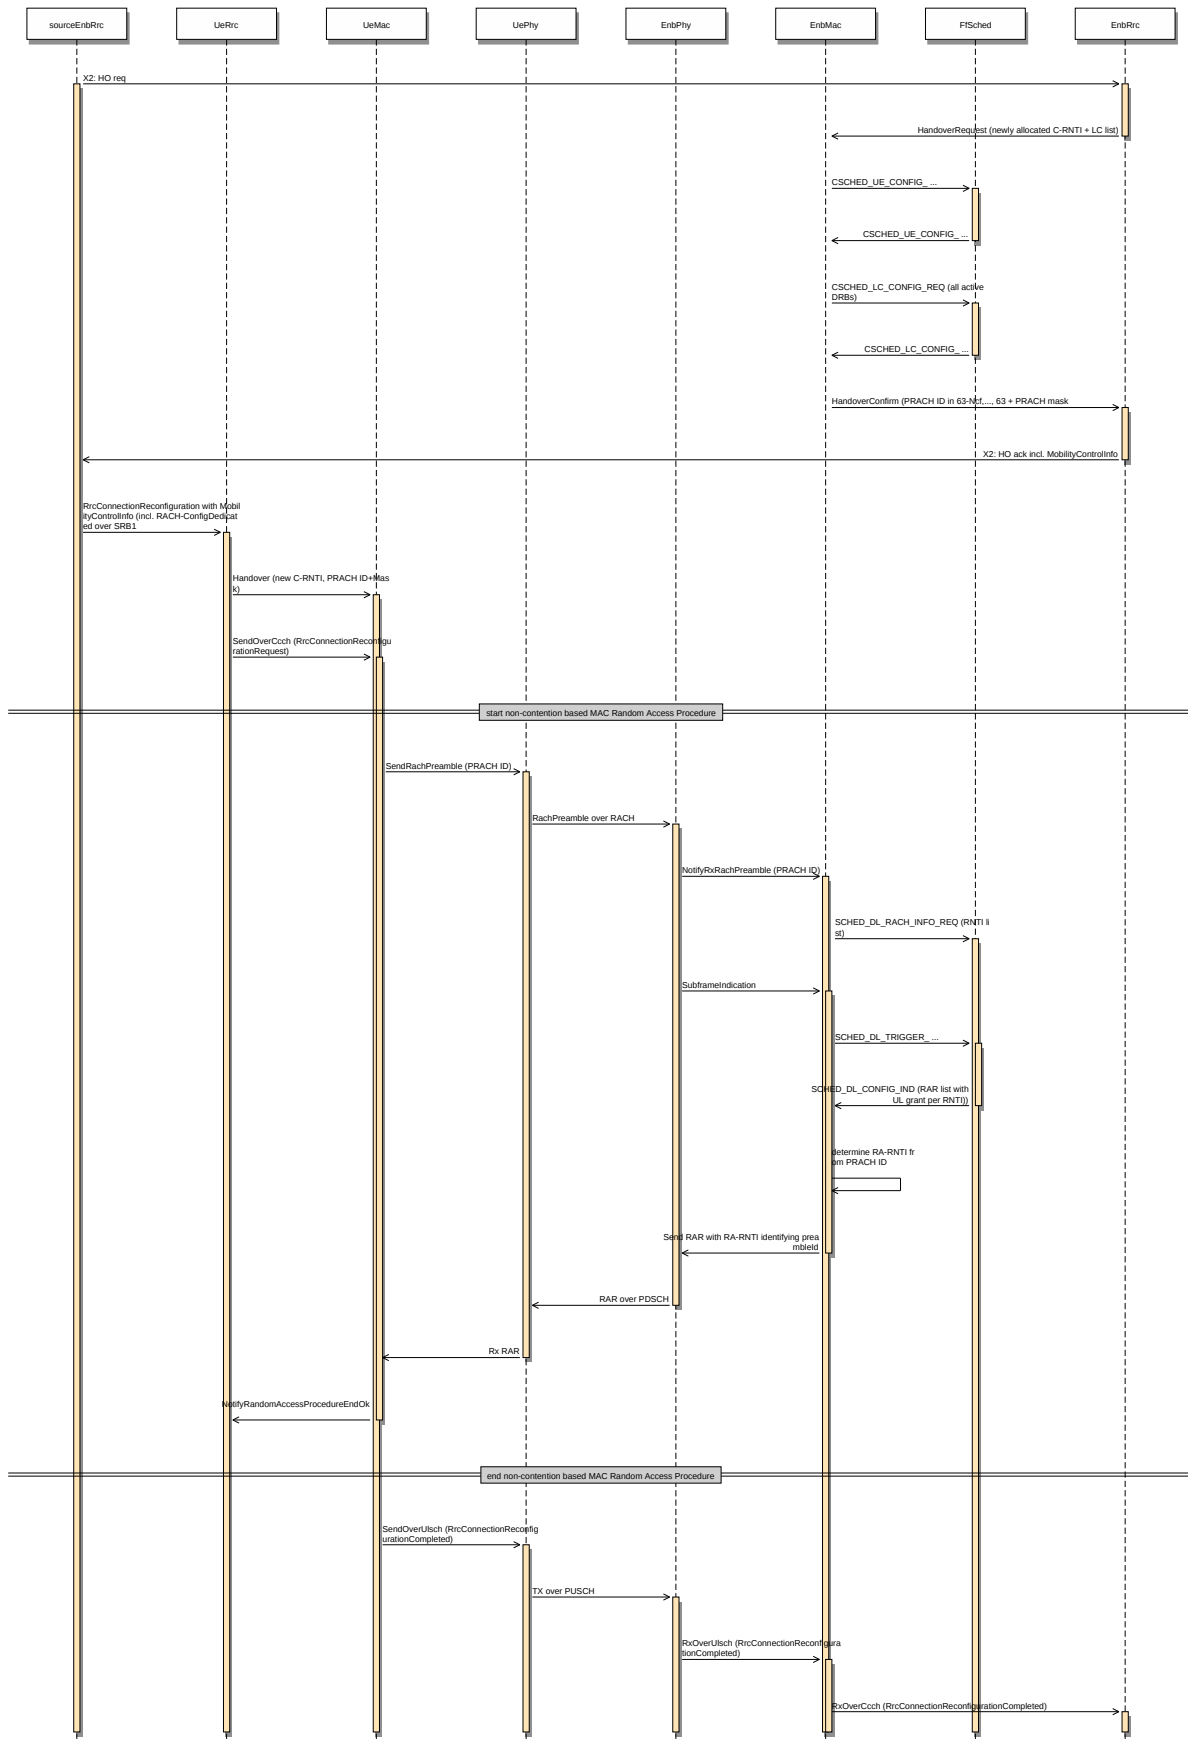 sourceEnbRrc
UeRrc
UeMac
UePhy
EnbPhy
EnbMac
FfSched
EnbRrc
X2: HO req
HandoverRequest (newly allocated C-RNTI + LC list)
CSCHED_UE_CONFIG_ ...
CSCHED_UE_CONFIG_ ...
CSCHED_LC_CONFIG_REQ (all active
DRBs)
CSCHED_LC_CONFIG_ ...
HandoverConfirm (PRACH ID in 63-Ncf,..., 63 + PRACH mask
X2: HO ack incl. MobilityControlInfo
RrcConnectionReconfiguration with Mobil
ityControlInfo (incl. RACH-ConfigDedicat
ed over SRB1
Handover (new C-RNTI, PRACH ID+Mas
k)
SendOverCcch (RrcConnectionReconfigu
rationRequest)
start non-contention based MAC Random Access Procedure
SendRachPreamble (PRACH ID)
RachPreamble over RACH
NotifyRxRachPreamble (PRACH ID)
SCHED_DL_RACH_INFO_REQ (RNTI li
st)
SubframeIndication
SCHED_DL_TRIGGER_ ...
SCHED_DL_CONFIG_IND (RAR list with
UL grant per RNTI))
determine RA-RNTI fr
om PRACH ID
Send RAR with RA-RNTI identifying prea
mbleId
RAR over PDSCH
Rx RAR
NotifyRandomAccessProcedureEndOk
end non-contention based MAC Random Access Procedure
SendOverUlsch (RrcConnectionReconfig
urationCompleted)
TX over PUSCH
RxOverUlsch (RrcConnectionReconfigura
tionCompleted)
RxOverCcch (RrcConnectionReconfigurationCompleted)